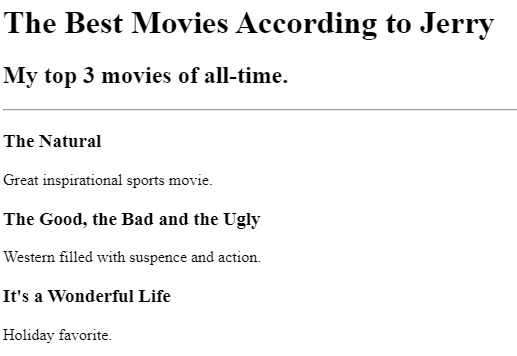 The Best Movies According to Jerry
My top 3 movies of all-time.
The Natural
Great inspirational sports movie.
The Good, the Bad and the Ugly
Western filled with suspence and action.
It's a Wonderful Life
Holiday favorite.